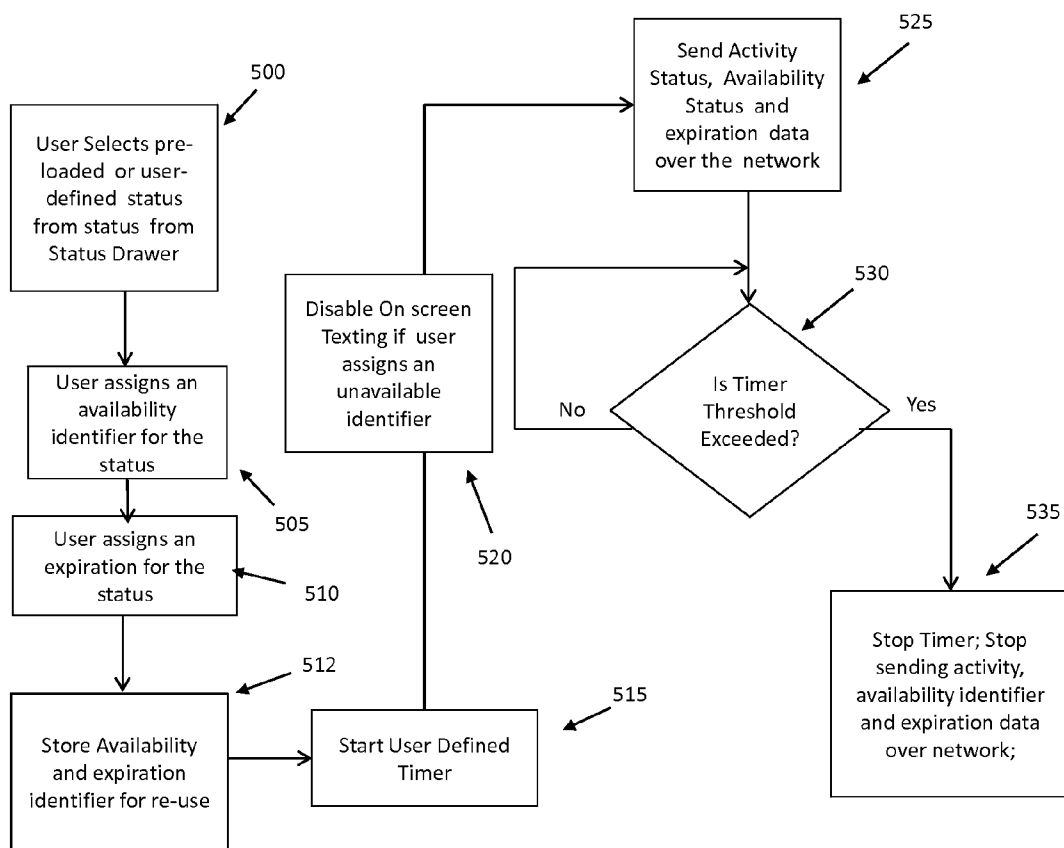 500
User Selects pre-
loaded or user-
defined status
from status from
Status Drawer
User assigns an
availability
identifier for the
status
505
User assigns an
expiration for the
status
510
512
Store Availability
and expiration
identifier for re-use
515
Start User Defined
Timer
Disable On screen
Texting if user
assigns an
unavailable
identifier
520
525
Send Activity
Status, Availability
Status and
expiration data
over the network
530
Is Timer
Threshold
Exceeded?
No
Yes
535
Stop Timer; Stop
sending activity,
availability identifier
and expiration data
over network;